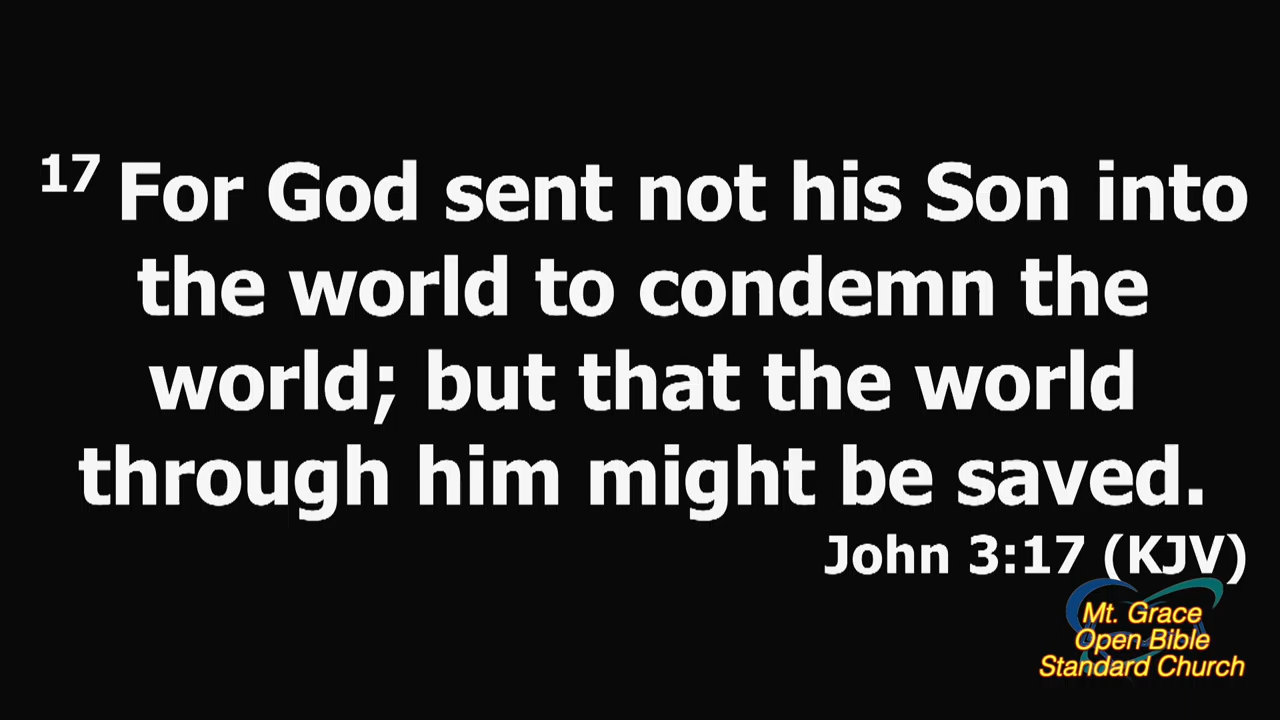 17 For God sent not his Son into
the world to condemn the
world; but that the world
through him might be saved.
John 3:17 (KJV)
Mt. Grace
Open Bible
Standard Church